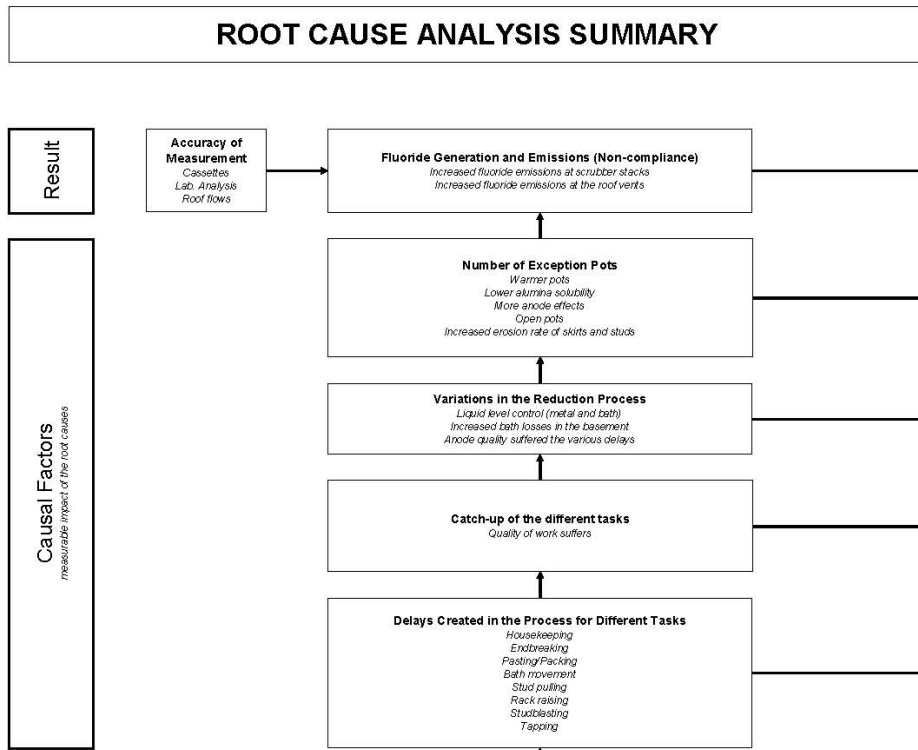 ROOT CAUSE ANALYSIS SUMMARY
Result
Accuracy of
Measurement
Cassettes
Lab. Analysis
Roof flows
Fluoride Generation and Emissions (Non-compliance)
Increased fluoride emissions at scrubber stacks
Increased fluoride emissions at the roof vents
Causal Factors
measurable impact of the root causes
Number of Exception Pots
Warmer pots
Lower alumina solubility
More anode effects
Open pots
Increased erosion rate of skirts and studs
Variations in the Reduction Process
Liquid level control (metal and bath)
Increased bath losses in the basement
Anode quality suffered the various delays
Catch-up of the different tasks
Quality of work suffers
Delays Created in the Process for Different Tasks
Housekeeping
Endbreaking
Pasting/Packing
Bath movement
Stud pulling
Rack raising
Studblasting
Tapping